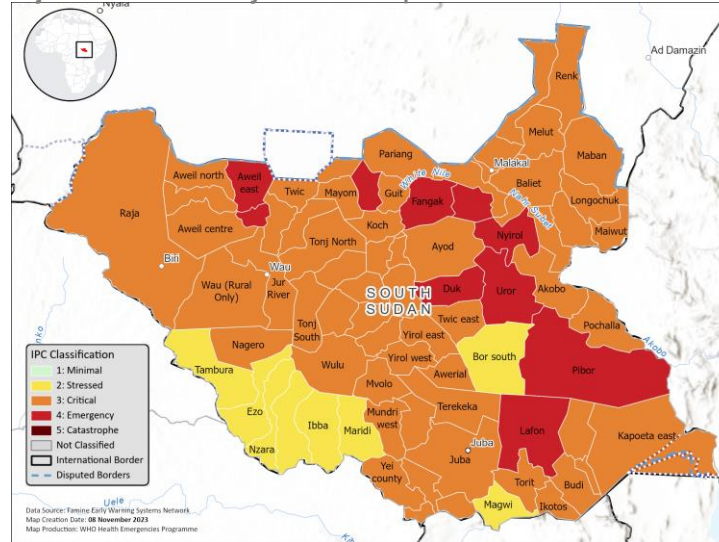 Nyala
Ad Damazin
Renk
Melut
Maban
Malakal
Pariang
White Nile
Baliet
Longochuk
Maiwut
Aweil north
Aweil
east
Twic
Mayom
Guit
Fangak
Raja
Aweil centre
Koch
Nyirol
Tonj North
Ayod
Biri
Wau
Wau (Rural
Only)
Jur
River
SOUTH
SUDAN
Duk
Uror
Akobo
Pochalla
Akobo
Tonj
South
Twic east
Nagero
Yirol east
Bor south
Tambura
Wulu
Yirol west
Pibor
Mvolo
Awerial
Ezo
Ibba
Maridi
Mundri
west
Terekeka
Nzara
Juba
Juba
Lafon
Kapoeta east
Yei
county
Torit
Budi
Magwi
Ikotos
Uele
IPC Classification
1: Minimal
2: Stressed
3: Critical
4: Emergency
5: Catastrophe
Not Classified
International Border
Disputed Borders
Data Source: Famine Early Warning Systems Network
Map Creation Date: 08 November 2023
Map Production: WHO Health Emergencies Programme